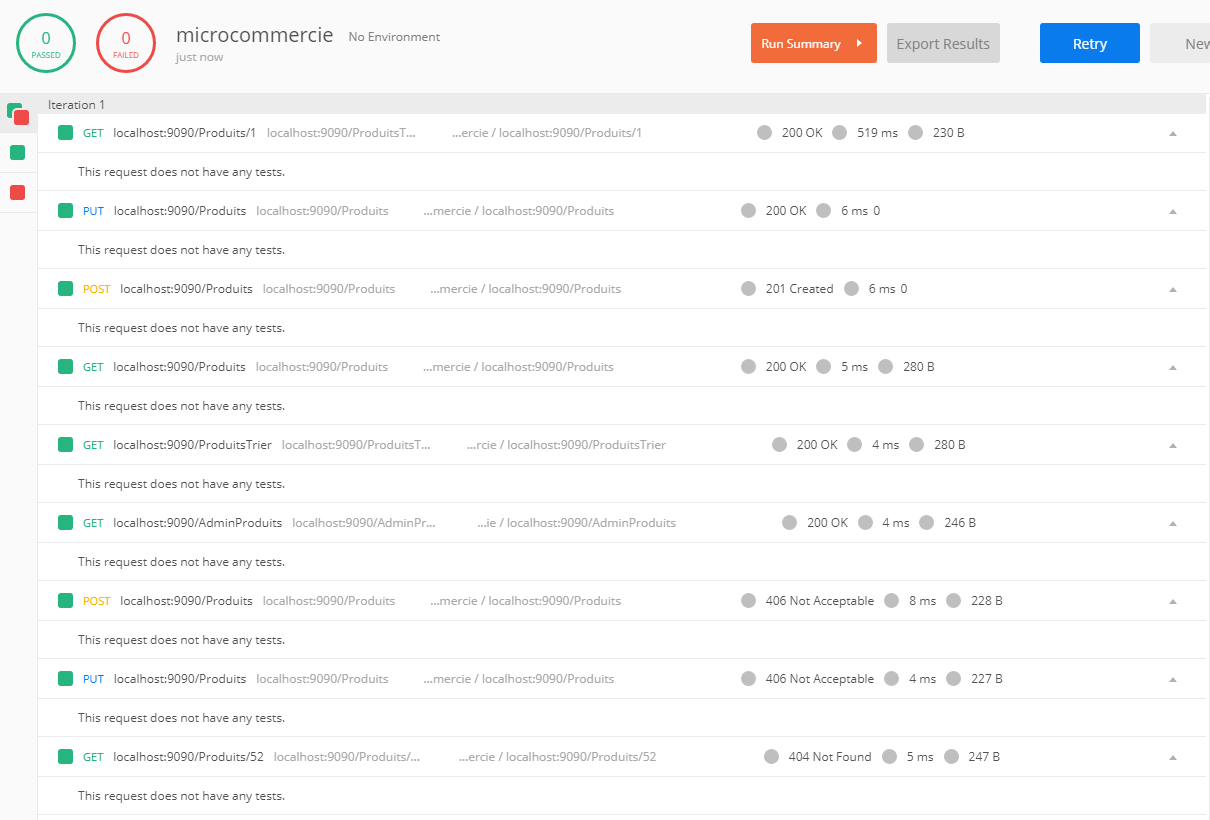 0 PASSED
0 FAILED
microcommercie No Environment
just now
Run Summary Export Results Retry New
Iteration 1
GET localhost:9090/Produits/1 localhost:9090/ProduitsT... ...ercie / localhost:9090/Produits/1 200 OK 519 ms 230 B
This request does not have any tests.
PUT localhost:9090/Produits localhost:9090/Produits ...mercie / localhost:9090/Produits 200 OK 6 ms 0
This request does not have any tests.
POST localhost:9090/Produits localhost:9090/Produits ...mercie / localhost:9090/Produits 201 Created 6 ms 0
This request does not have any tests.
GET localhost:9090/Produits localhost:9090/Produits ...mercie / localhost:9090/Produits 200 OK 5 ms 280 B
This request does not have any tests.
GET localhost:9090/ProduitsTrier localhost:9090/ProduitsT... ...rcie / localhost:9090/ProduitsTrier 200 OK 4 ms 280 B
This request does not have any tests.
GET localhost:9090/AdminProduits localhost:9090/AdminPr... ...ie / localhost:9090/AdminProduits 200 OK 4 ms 246 B
This request does not have any tests.
POST localhost:9090/Produits localhost:9090/Produits ...mercie / localhost:9090/Produits 406 Not Acceptable 8 ms 228 B
This request does not have any tests.
PUT localhost:9090/Produits localhost:9090/Produits ...mercie / localhost:9090/Produits 406 Not Acceptable 4 ms 227 B
This request does not have any tests.
GET localhost:9090/Produits/52 localhost:9090/Produits/... ...ercie / localhost:9090/Produits/52 404 Not Found 5 ms 247 B
This request does not have any tests.